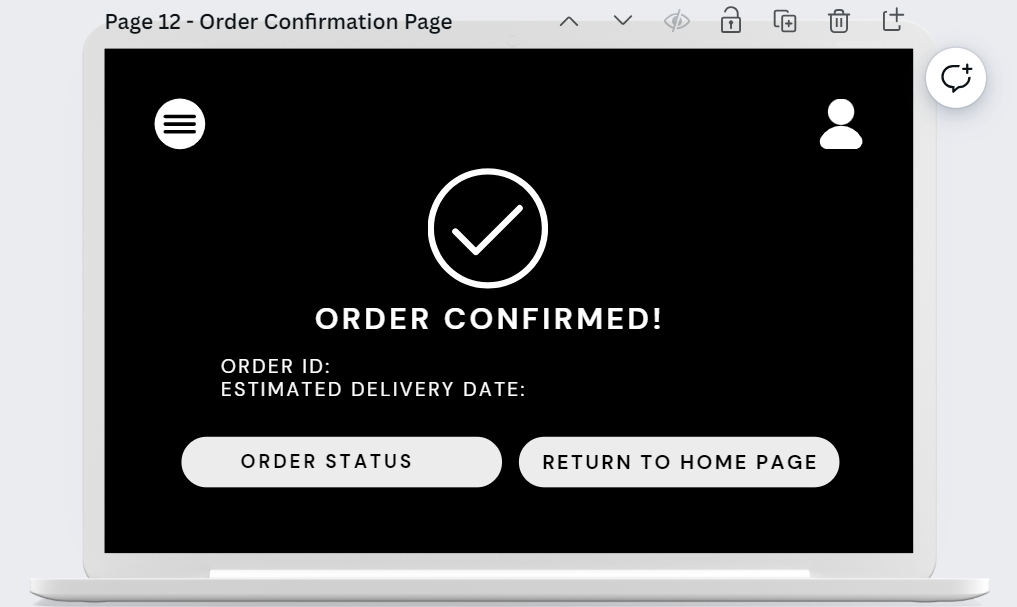 Page 12 - Order Confirmation Page
ORDER CONFIRMED!
ORDER ID:
ESTIMATED DELIVERY DATE:
ORDER STATUS
RETURN TO HOME PAGE